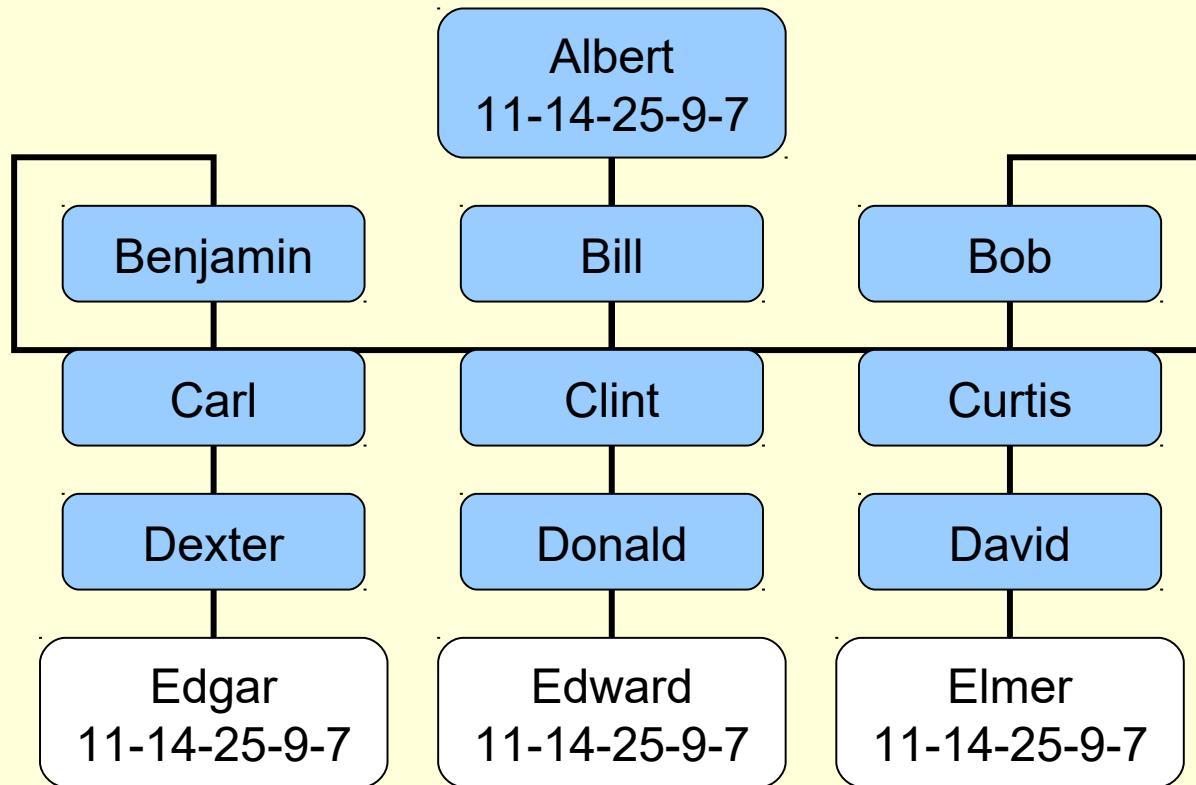 Albert
11-14-25-9-7
Benjamin
Bill
Bob
Carl
Clint
Curtis
Dexter
Donald
David
Edgar
11-14-25-9-7
Edward
11-14-25-9-7
Elmer
11-14-25-9-7